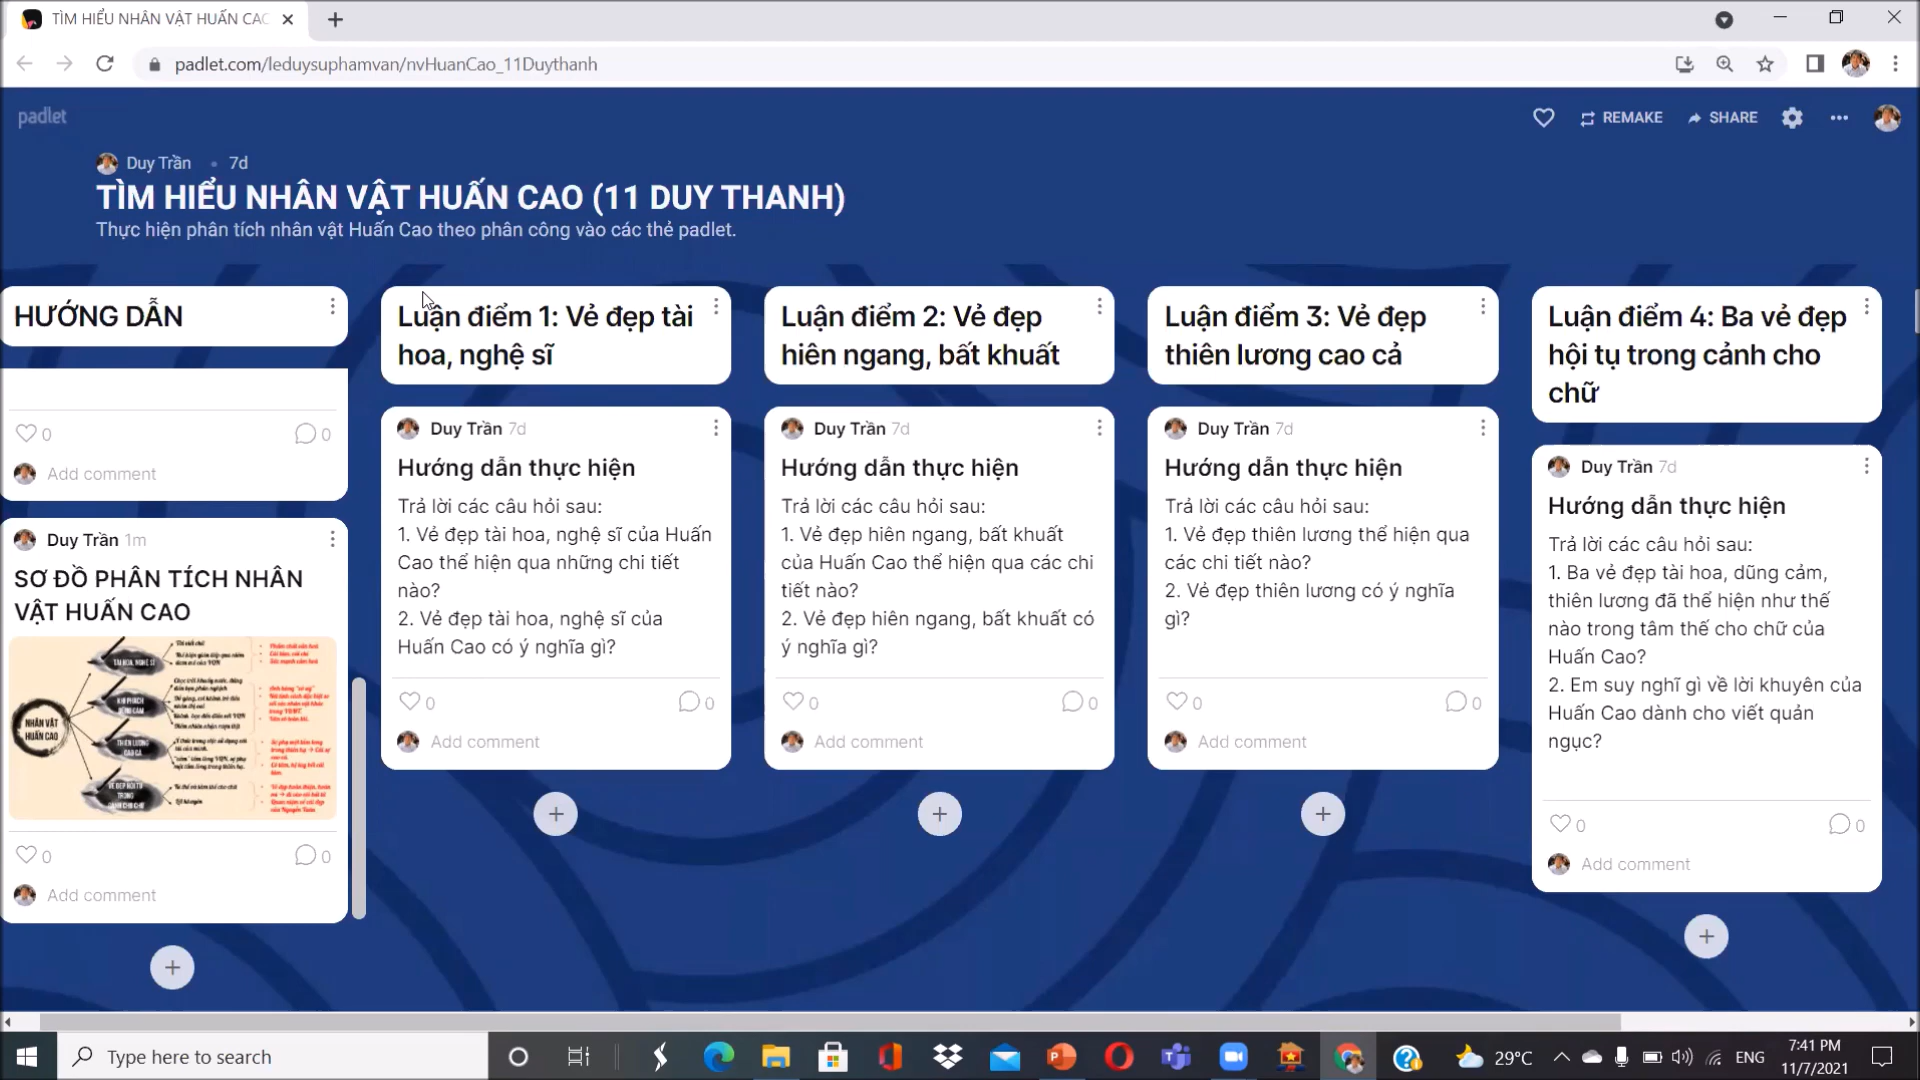 TÌM HIỂU NHÂN VẬT HUẤN CAO
padlet.com/leduysuphamvan/nvHuanCao_11Duythanh
padlet
REMAKE
SHARE
Duy Trần • 7d
TÌM HIỂU NHÂN VẬT HUẤN CAO (11 DUY THANH)
Thực hiện phân tích nhân vật Huấn Cao theo phân công vào các thẻ padlet.
HƯỚNG DẪN
0
0
Add comment
Duy Trần 1m
SƠ ĐỒ PHÂN TÍCH NHÂN
VẬT HUẤN CAO
NHÂN VẬT
HUẤN CAO
TÀI HOA, NGHỆ SĨ
THIÊN LƯƠNG
CAO CẢ
0
0
Add comment
Luận điểm 1: Vẻ đẹp tài
hoa, nghệ sĩ
Duy Trần 7d
Hướng dẫn thực hiện
Trả lời các câu hỏi sau:
1. Vẻ đẹp tài hoa, nghệ sĩ của Huấn
Cao thể hiện qua những chi tiết
nào?
2. Vẻ đẹp tài hoa, nghệ sĩ của
Huấn Cao có ý nghĩa gì?
0
0
Add comment
Luận điểm 2: Vẻ đẹp
hiên ngang, bất khuất
Duy Trần 7d
Hướng dẫn thực hiện
Trả lời các câu hỏi sau:
1. Vẻ đẹp hiên ngang, bất khuất
của Huấn Cao thể hiện qua các chi
tiết nào?
2. Vẻ đẹp hiên ngang, bất khuất có
ý nghĩa gì?
0
0
Add comment
Luận điểm 3: Vẻ đẹp
thiên lương cao cả
Duy Trần 7d
Hướng dẫn thực hiện
Trả lời các câu hỏi sau:
1. Vẻ đẹp thiên lương thể hiện qua
các chi tiết nào?
2. Vẻ đẹp thiên lương có ý nghĩa
gì?
0
0
Add comment
Luận điểm 4: Ba vẻ đẹp
hội tụ trong cảnh cho
chữ
Duy Trần 7d
Hướng dẫn thực hiện
Trả lời các câu hỏi sau:
1. Ba vẻ đẹp tài hoa, dũng cảm,
thiên lương đã thể hiện như thế
nào trong tâm thế cho chữ của
Huấn Cao?
2. Em suy nghĩ gì về lời khuyên của
Huấn Cao dành cho viết quản
ngục?
0
0
Add comment
Type here to search
29°C
ENG
7:41 PM
11/7/2021